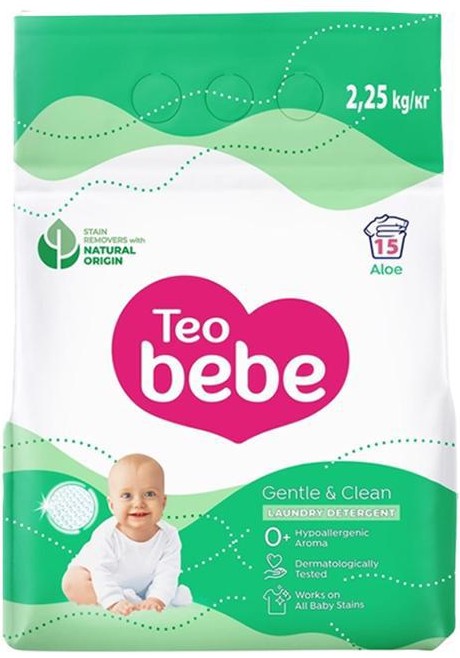 2,25 kg/кг
STAIN
REMOVERS with
NATURAL
ORIGIN
15
Aloe
Teo
bebe
Gentle & Clean
LAUNDRY DETERGENT
0+ Hypoallergenic
Aroma
Dermatologically
Tested
Works on
All Baby Stains